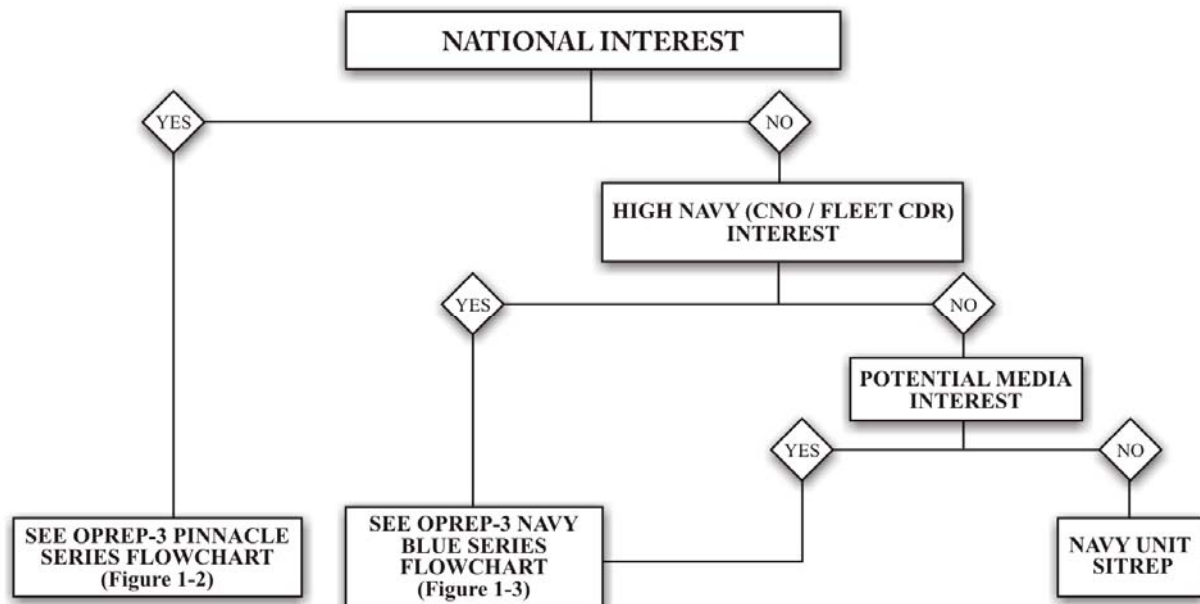 NATIONAL INTEREST
YES
NO
HIGH NAVY (CNO / FLEET CDR)
INTEREST
YES
NO
POTENTIAL MEDIA
INTEREST
YES
NO
SEE OPREP-3 PINNACLE
SERIES FLOWCHART
(Figure 1-2)
SEE OPREP-3 NAVY
BLUE SERIES
FLOWCHART
(Figure 1-3)
NAVY UNIT
SITREP